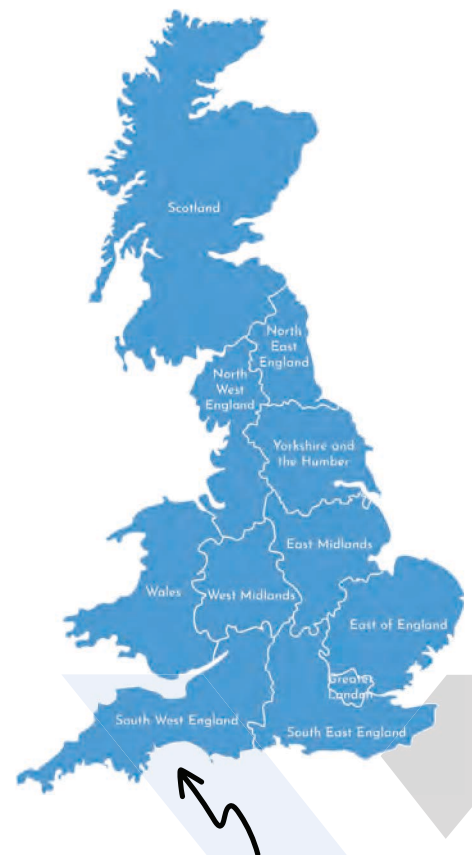 Scotland
North
East
England
North
West
England
Yorkshire and
the Humber
East Midlands
Wales
West Midlands
East of England
Greater
London
South West England
South East England